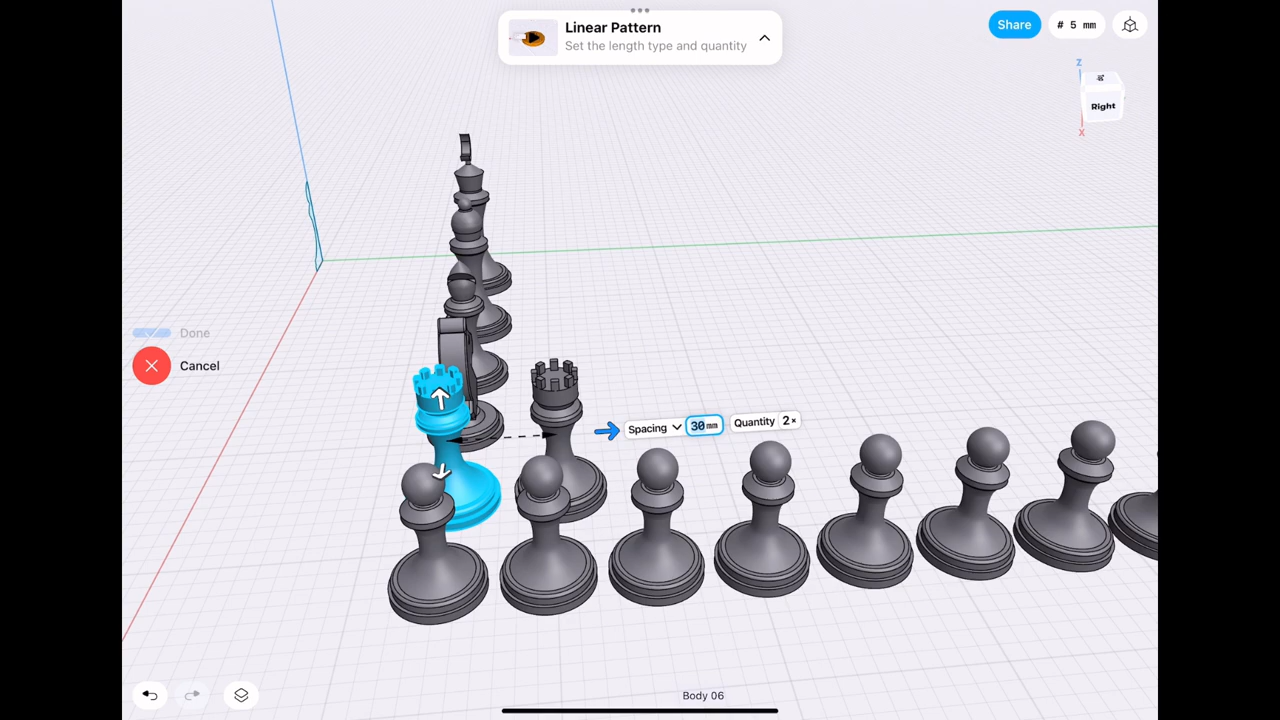 Linear Pattern
Set the length type and quantity
Share
# 5 mm
Z
Right
X
Done
Cancel
Spacing 30 mm Quantity 2×
Body 06